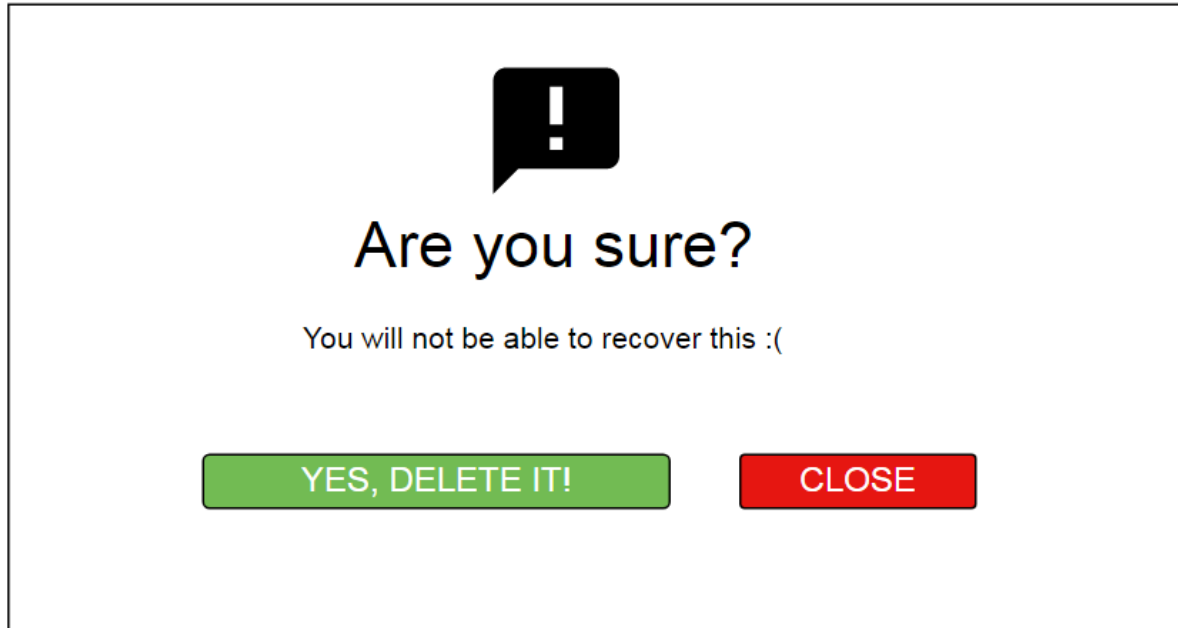 Are you sure?
You will not be able to recover this :(
YES, DELETE IT!
CLOSE